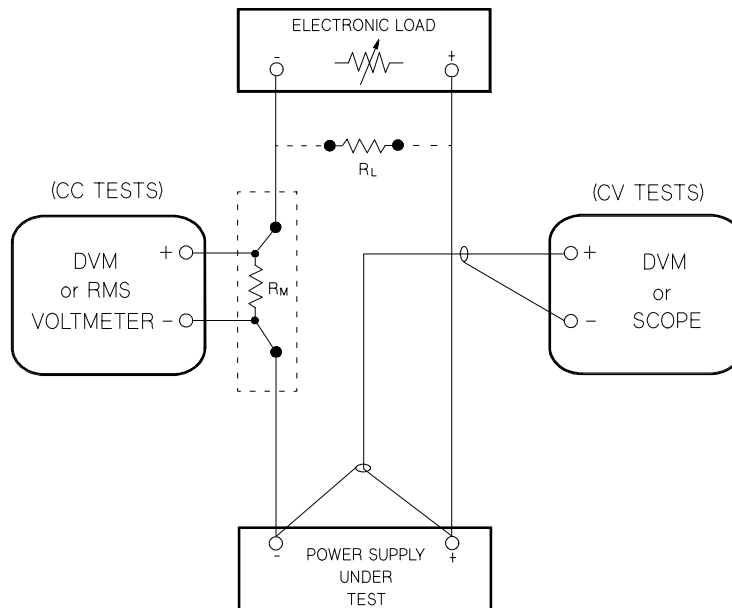 ELECTRONIC LOAD
- +
RL
(CC TESTS)
(CV TESTS)
+
DVM
or RMS
VOLTMETER -
RM
+
DVM
or
- SCOPE
- +
POWER SUPPLY
UNDER
TEST